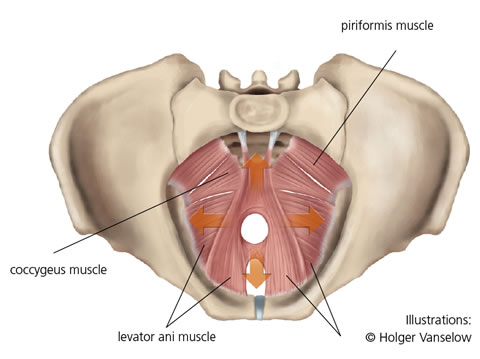 piriformis muscle
coccygeus muscle
levator ani muscle
Illustrations:
© Holger Vanselow